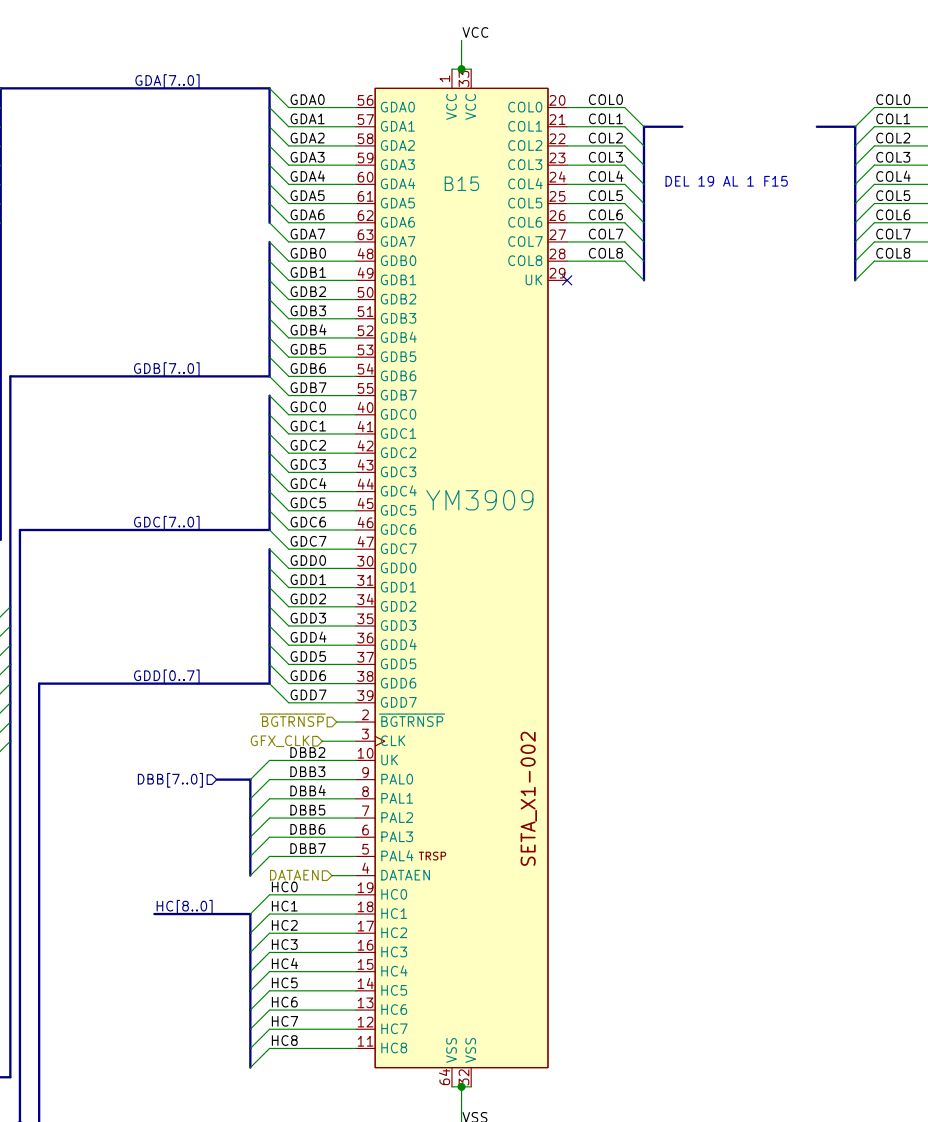 VCC
1 33
VCC VCC
GDA[7..0]
GDA0 56 GDA0 COL0 20 COL0 COL0
GDA1 57 GDA1 COL1 21 COL1 COL1
GDA2 58 GDA2 COL2 22 COL2 COL2
GDA3 59 GDA3 COL3 23 COL3 COL3
GDA4 60 GDA4 B15 COL4 24 COL4 DEL 19 AL 1 F15 COL4
GDA5 61 GDA5 COL5 25 COL5 COL5
GDA6 62 GDA6 COL6 26 COL6 COL6
GDA7 63 GDA7 COL7 27 COL7 COL7
GDB0 48 GDB0 COL8 28 COL8 COL8
GDB1 49 GDB1 UK 29
GDB2 50 GDB2
GDB3 51 GDB3
GDB4 52 GDB4
GDB5 53 GDB5
GDB[7..0] GDB6 54 GDB6
GDB7 55 GDB7
GDC0 40 GDC0
GDC1 41 GDC1
GDC2 42 GDC2
GDC3 43 GDC3
GDC4 44 GDC4
YM3909
GDC5 45 GDC5
GDC[7..0] GDC6 46 GDC6
GDC7 47 GDC7
GDD0 30 GDD0
GDD1 31 GDD1
GDD2 34 GDD2
GDD3 35 GDD3
GDD4 36 GDD4
GDD5 37 GDD5
GDD[0..7] GDD6 38 GDD6
GDD7 39 GDD7
BGTRNSP 2 BGTRNSP
GFX_CLK 3 CLK
DBB2 10 UK
DBB[7..0] DBB3 9 PAL0
DBB4 8 PAL1
DBB5 7 PAL2
DBB6 6 PAL3
DBB7 5 PAL4 TRSP
SETA_X1-002
DATAEN 4 DATAEN
HC0 19 HC0
HC[8..0] HC1 18 HC1
HC2 17 HC2
HC3 16 HC3
HC4 15 HC4
HC5 14 HC5
HC6 13 HC6
HC7 12 HC7
HC8 11 HC8
VSS VSS
64 32
VSS